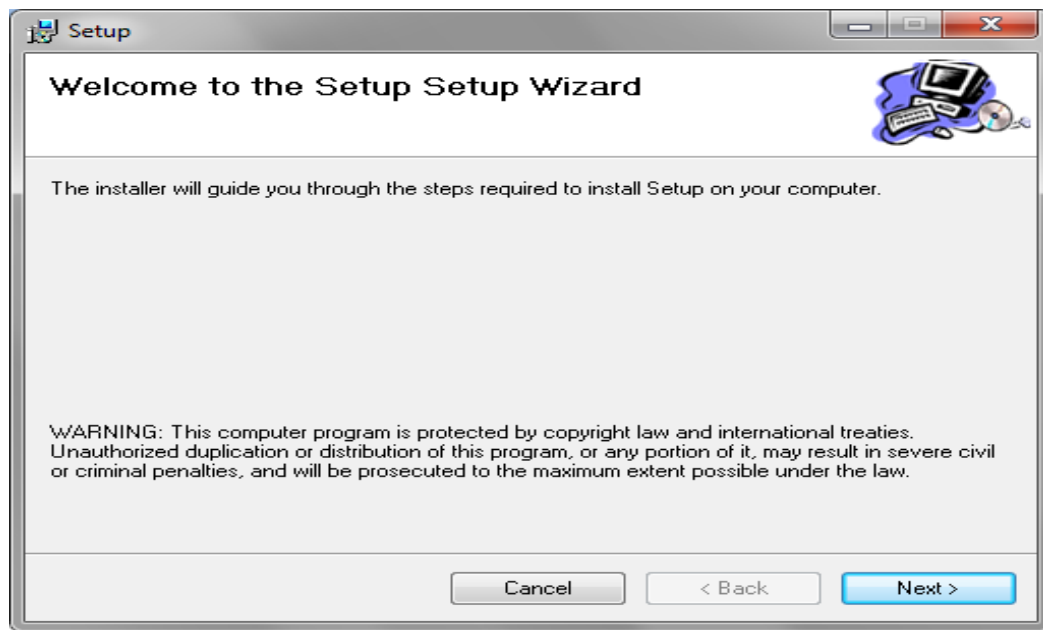 Setup
Welcome to the Setup Setup Wizard
The installer will guide you through the steps required to install Setup on your computer.
WARNING: This computer program is protected by copyright law and international treaties.
Unauthorized duplication or distribution of this program, or any portion of it, may result in severe civil
or criminal penalties, and will be prosecuted to the maximum extent possible under the law.
Cancel < Back Next >